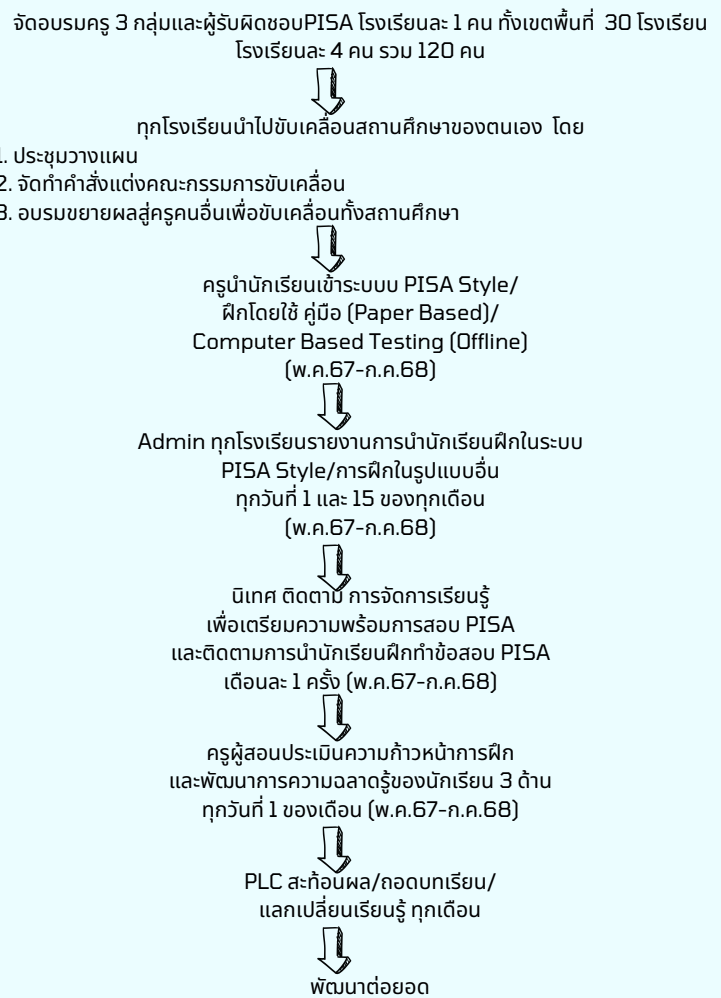 จัดอบรมครู 3 กลุ่มและผู้รับผิดชอบPISA โรงเรียนละ 1 คน ทั้งเขตพื้นที่ 30 โรงเรียน
โรงเรียนละ 4 คน รวม 120 คน
ทุกโรงเรียนนำไปขับเคลื่อนสถานศึกษาของตนเอง โดย
1. ประชุมวางแผน
2. จัดทำคำสั่งแต่งคณะกรรมการขับเคลื่อน
3. อบรมขยายผลสู่ครูคนอื่นเพื่อขับเคลื่อนทั้งสถานศึกษา
ครูนำนักเรียนเข้าระบบบ PISA Style/
ฝึกโดยใช้ คู่มือ (Paper Based)/
Computer Based Testing (Offline)
(พ.ค.67-ก.ค.68)
Admin ทุกโรงเรียนรายงานการนำนักเรียนฝึกในระบบ
PISA Style/การฝึกในรูปแบบอื่น
ทุกวันที่ 1 และ 15 ของทุกเดือน
(พ.ค.67-ก.ค.68)
นิเทศ ติดตาม การจัดการเรียนรู้
เพื่อเตรียมความพร้อมการสอบ PISA
และติดตามการนำนักเรียนฝึกทำข้อสอบ PISA
เดือนละ 1 ครั้ง (พ.ค.67-ก.ค.68)
ครูผู้สอนประเมินความก้าวหน้าการฝึก
และพัฒนาการความฉลาดรู้ของนักเรียน 3 ด้าน
ทุกวันที่ 1 ของเดือน (พ.ค.67-ก.ค.68)
PLC สะท้อนผล/ถอดบทเรียน/
แลกเปลี่ยนเรียนรู้ ทุกเดือน
พัฒนาต่อยอด